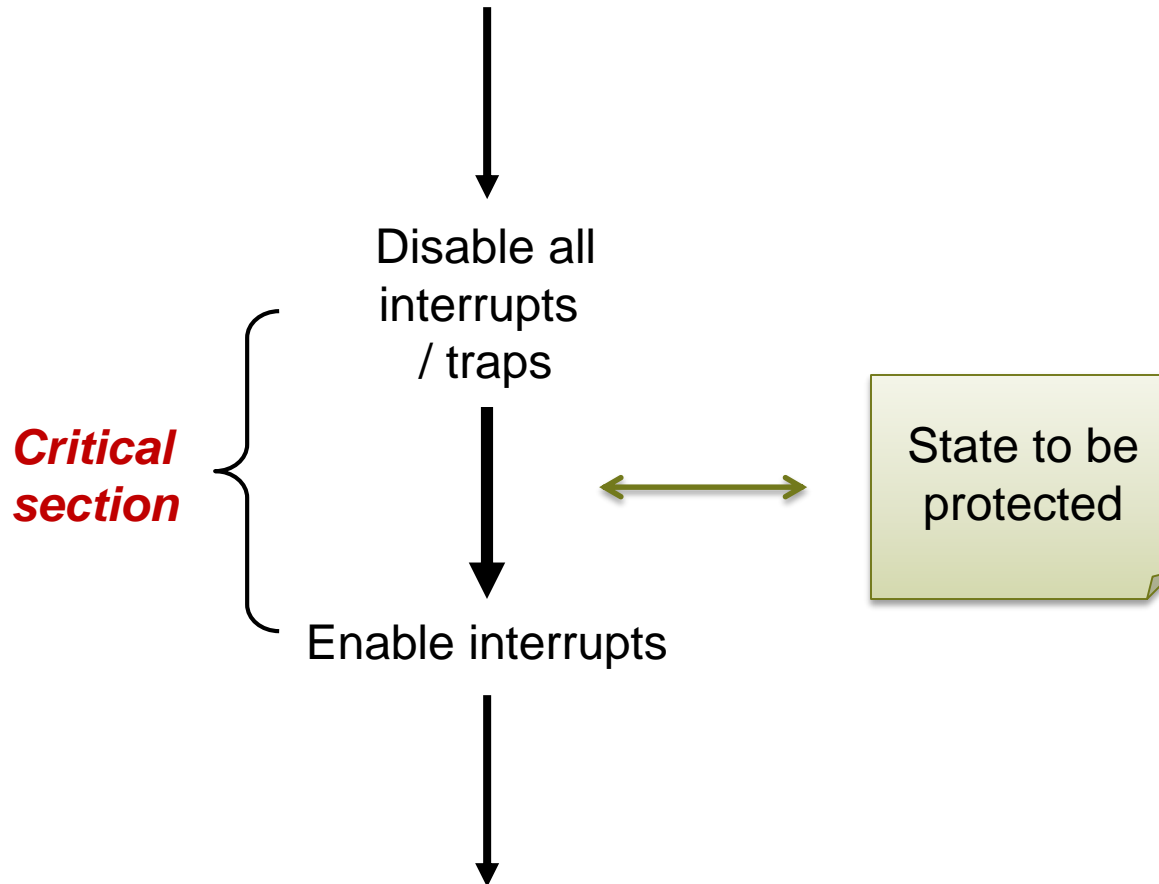 Disable all
interrupts
/ traps
Critical
section
State to be
protected
Enable interrupts